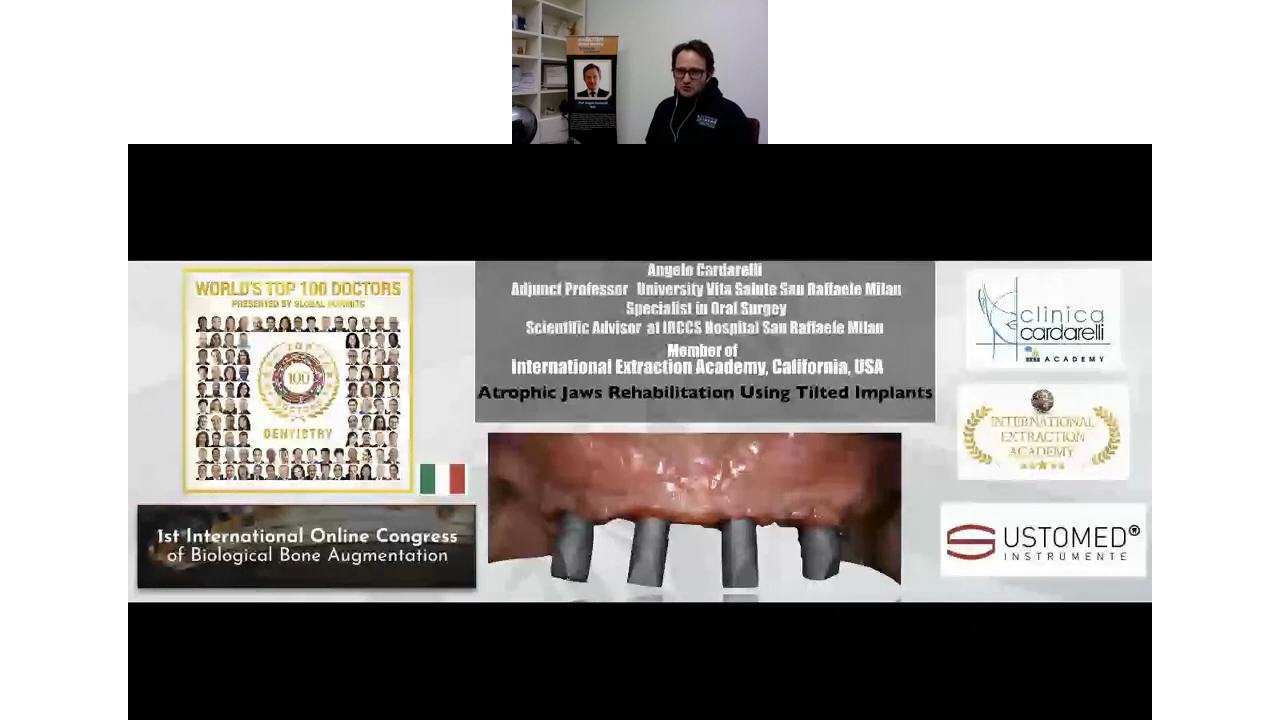 WORLD'S TOP 100 DOCTORS
PRESENTED BY GLOBAL SUMMITS
TOP
100
DOCTORS
DENTISTRY
1st International Online Congress
of Biological Bone Augmentation
Angelo Cardarelli
Adjunct Professor University Vita Salute San Raffaele Milan
Specialist in Oral Surgey
Scientific Advisor at IRCCS Hospital San Raffaele Milan
Member of
International Extraction Academy, California, USA
Atrophic Jaws Rehabilitation Using Tilted Implants
clinica
cardarelli
ACADEMY
INTERNATIONAL
EXTRACTION
ACADEMY
USTOMED®
INSTRUMENTE